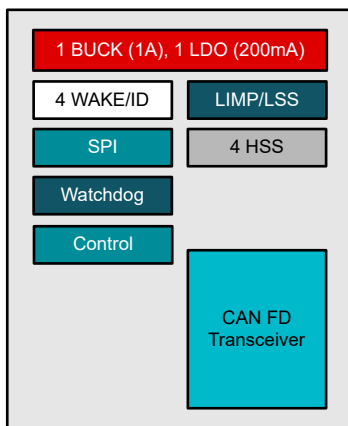 1 BUCK (1A), 1 LDO (200mA)
4 WAKE/ID
LIMP/LSS
SPI
4 HSS
Watchdog
Control
CAN FD
Transceiver